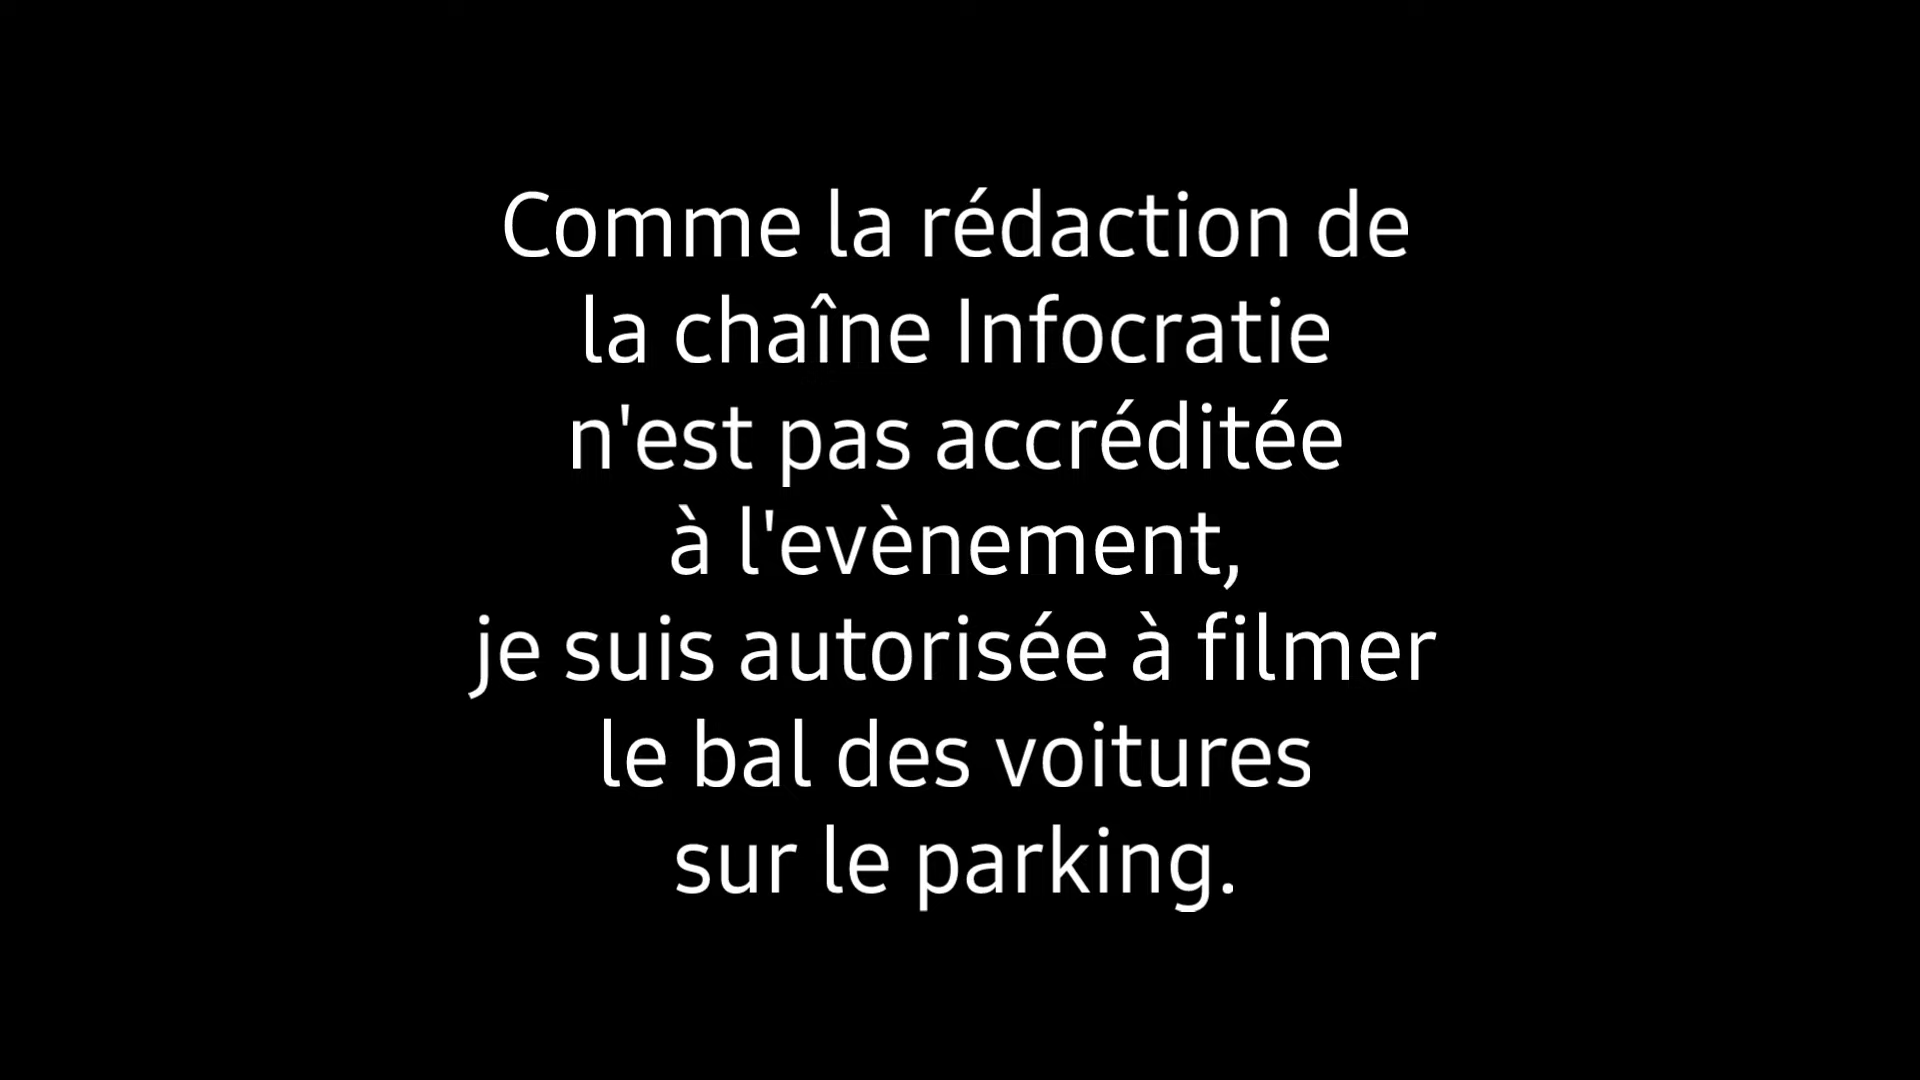 Comme la rédaction de
la chaîne Infocratie
n'est pas accréditée
à l'evènement,
je suis autorisée à filmer
le bal des voitures
sur le parking.